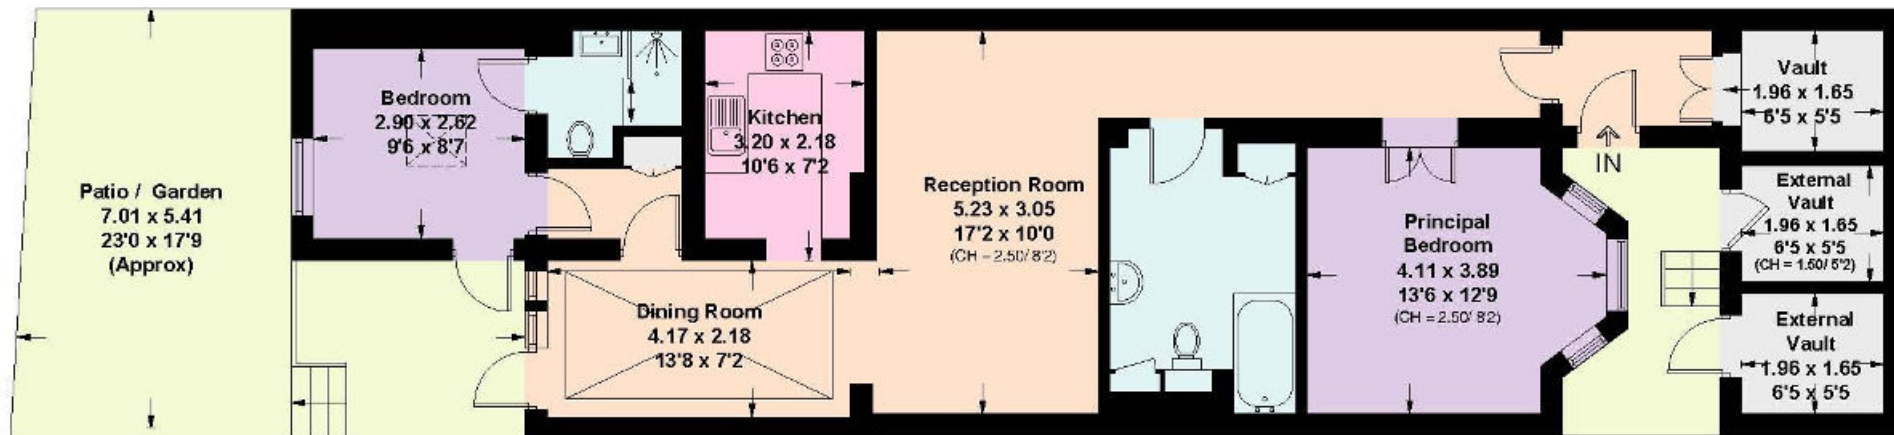 Patio / Garden
7.01 x 5.41
23'0 x 17'9
(Approx)
Bedroom
2.90 x 2.62
9'6 x 8'7
Kitchen
3.20 x 2.18
10'6 x 7'2
Dining Room
4.17 x 2.18
13'8 x 7'2
Reception Room
5.23 x 3.05
17'2 x 10'0
(CH = 2.50/ 8'2)
Principal
Bedroom
4.11 x 3.89
13'6 x 12'9
(CH = 2.50/ 8'2)
IN
Vault
1.96 x 1.65
6'5 x 5'5
External
Vault
1.96 x 1.65
6'5 x 5'5
(CH = 1.50/ 5'2)
External
Vault
1.96 x 1.65
6'5 x 5'5